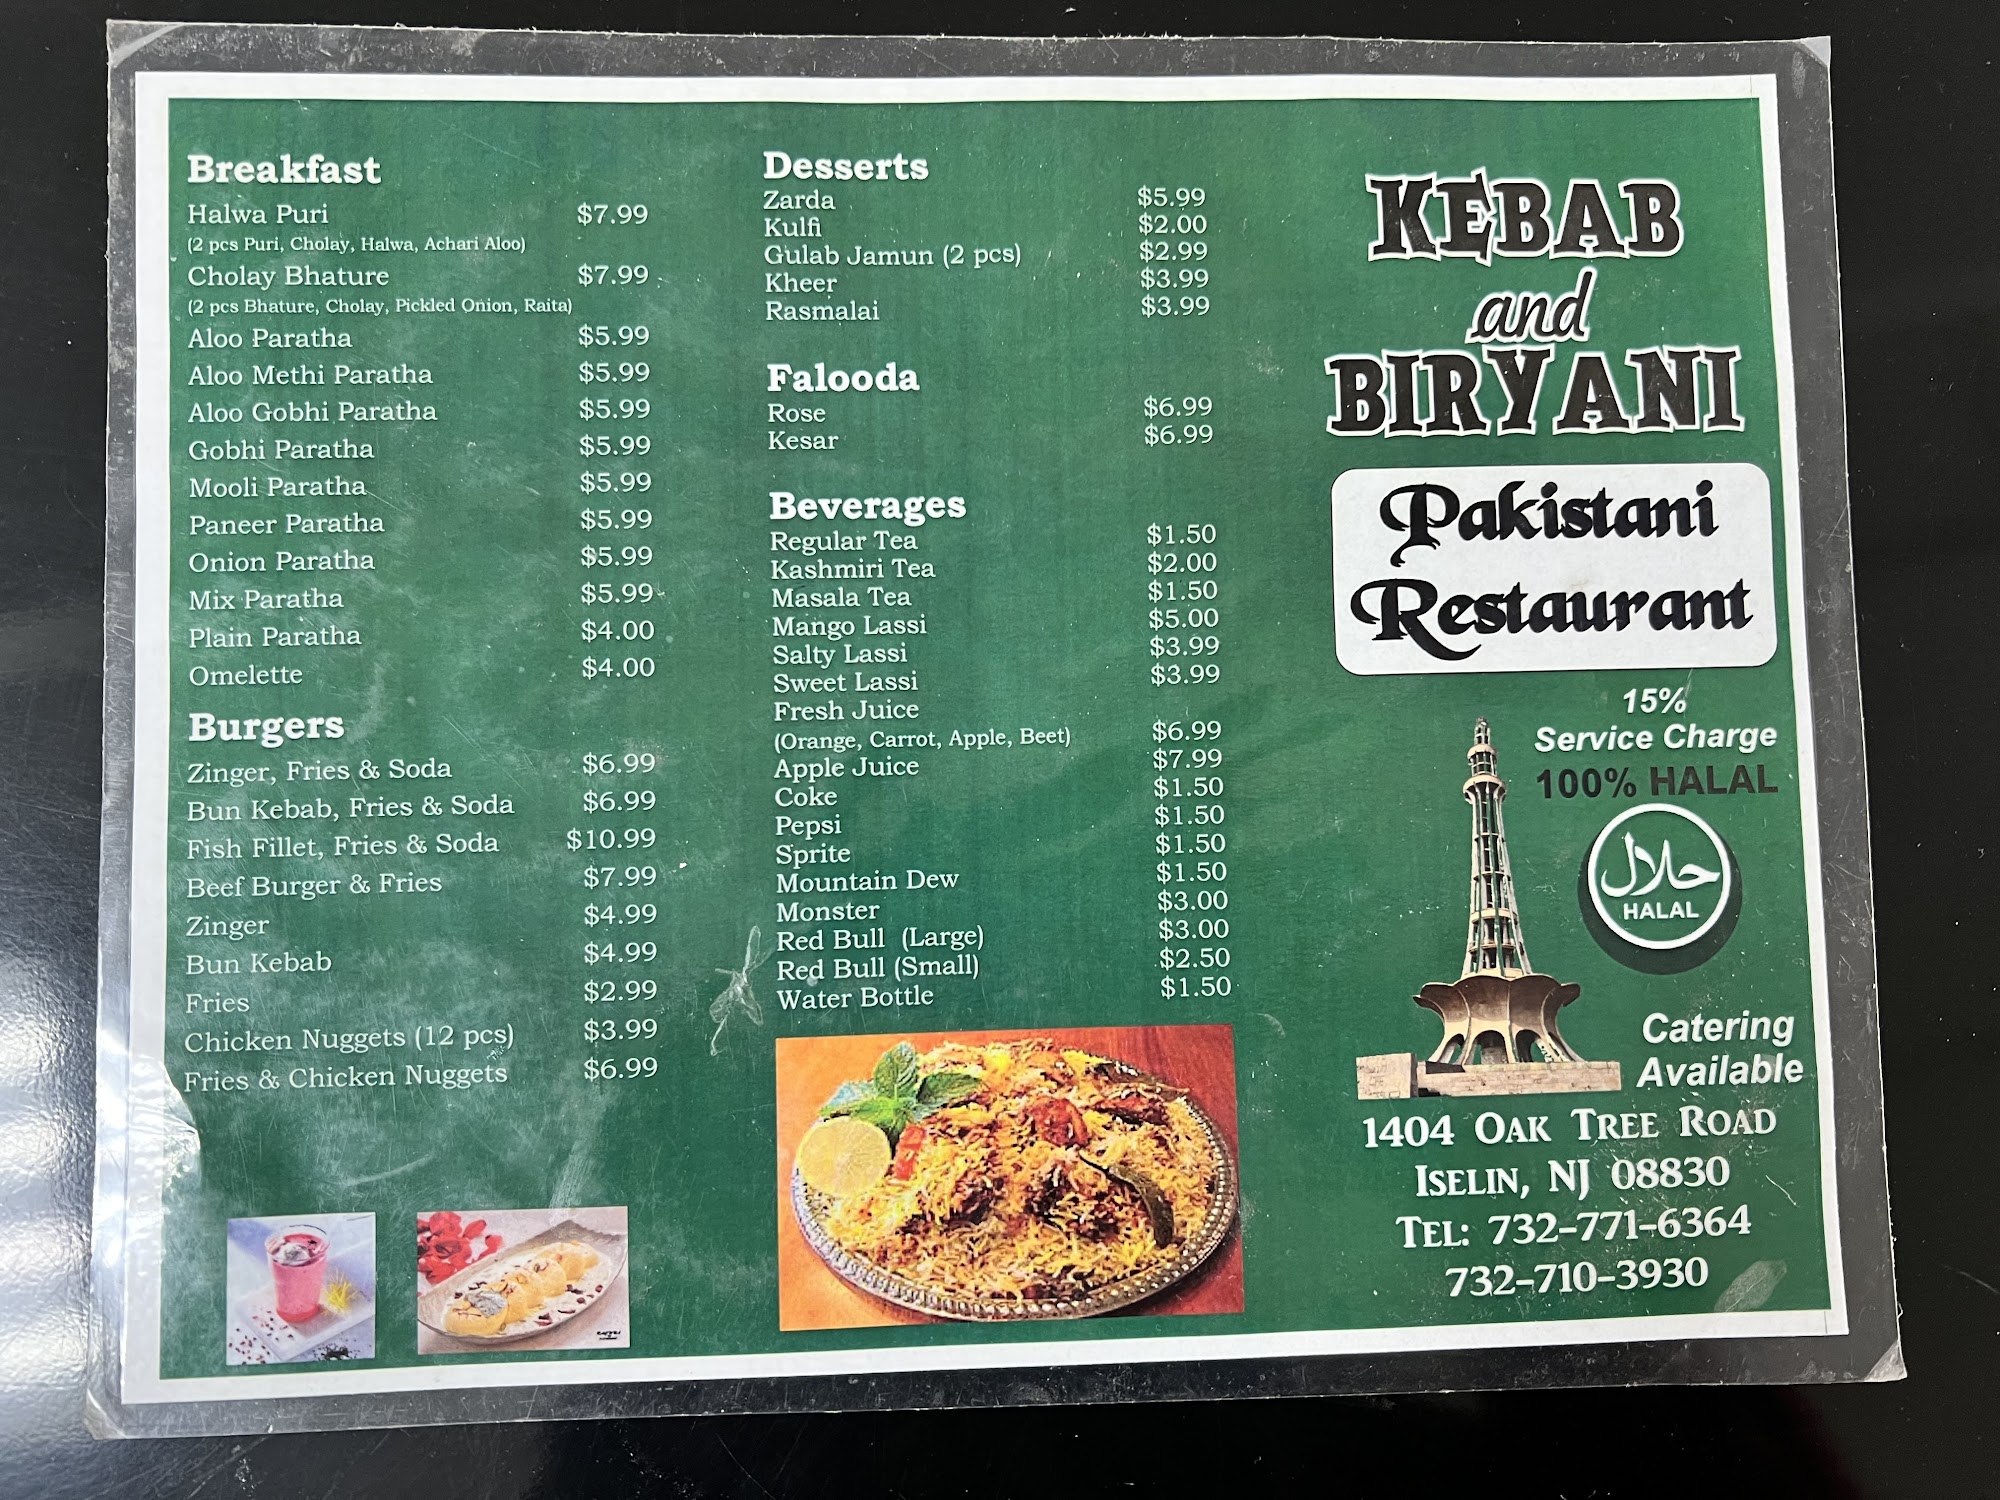 Breakfast
Halwa Puri $7.99
(2 pcs Puri, Cholay, Halwa, Achari Aloo)
Cholay Bhature $7.99
(2 pcs Bhature, Cholay, Pickled Onion, Raita)
Aloo Paratha $5.99
Aloo Methi Paratha $5.99
Aloo Gobhi Paratha $5.99
Gobhi Paratha $5.99
Mooli Paratha $5.99
Paneer Paratha $5.99
Onion Paratha $5.99
Mix Paratha $5.99
Plain Paratha $4.00
Omelette $4.00
Burgers
Zinger, Fries & Soda $6.99
Bun Kebab, Fries & Soda $6.99
Fish Fillet, Fries & Soda $10.99
Beef Burger & Fries $7.99
Zinger $4.99
Bun Kebab $4.99
Fries $2.99
Chicken Nuggets (12 pcs) $3.99
Fries & Chicken Nuggets $6.99
Desserts
Zarda $5.99
Kulfi $2.00
Gulab Jamun (2 pcs) $2.99
Kheer $3.99
Rasmalai $3.99
Falooda
Rose $6.99
Kesar $6.99
Beverages
Regular Tea $1.50
Kashmiri Tea $2.00
Masala Tea $1.50
Mango Lassi $5.00
Salty Lassi $3.99
Sweet Lassi $3.99
Fresh Juice
(Orange, Carrot, Apple, Beet) $6.99
Apple Juice $7.99
Coke $1.50
Pepsi $1.50
Sprite $1.50
Mountain Dew $1.50
Monster $3.00
Red Bull (Large) $3.00
Red Bull (Small) $2.50
Water Bottle $1.50
KEBAB
and
BIRYANI
Pakistani
Restaurant
15%
Service Charge
100% HALAL
حلال
HALAL
Catering
Available
1404 Oak Tree Road
Iselin, NJ 08830
Tel: 732-771-6364
732-710-3930